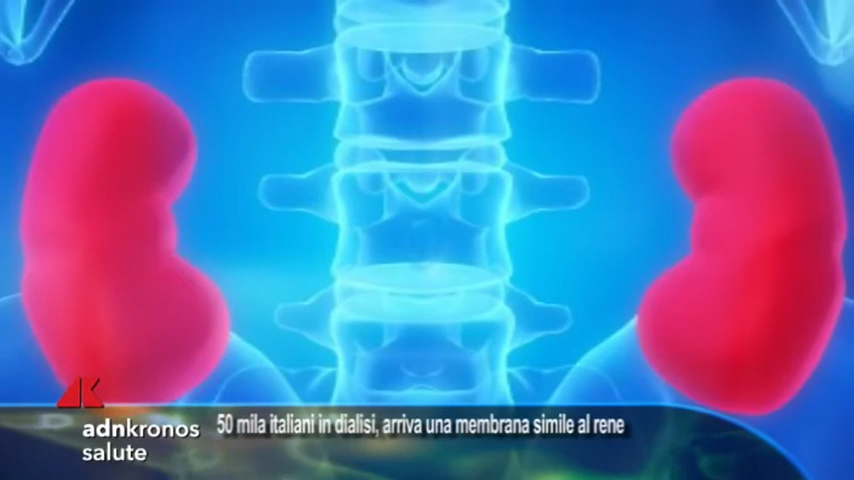 50 mila italiani in dialisi, arriva una membrana simile al rene
adnkronos
salute